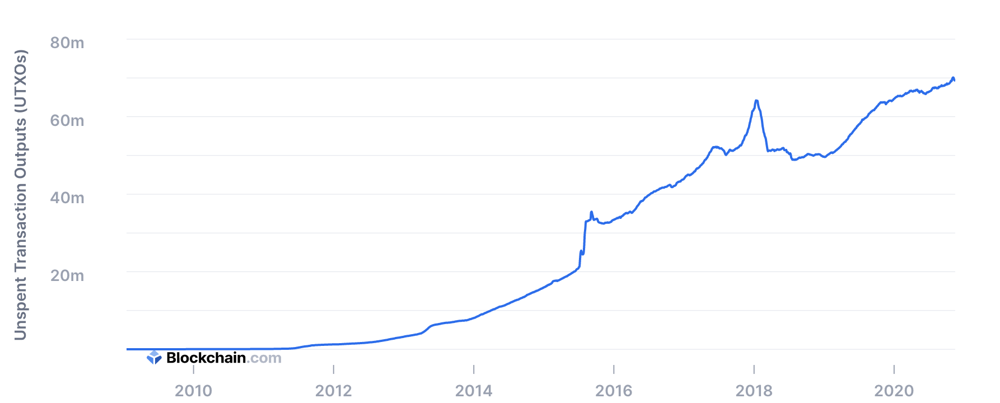 Unspent Transaction Outputs (UTXOs)
80m
60m
40m
20m
Blockchain.com
2010 2012 2014 2016 2018 2020